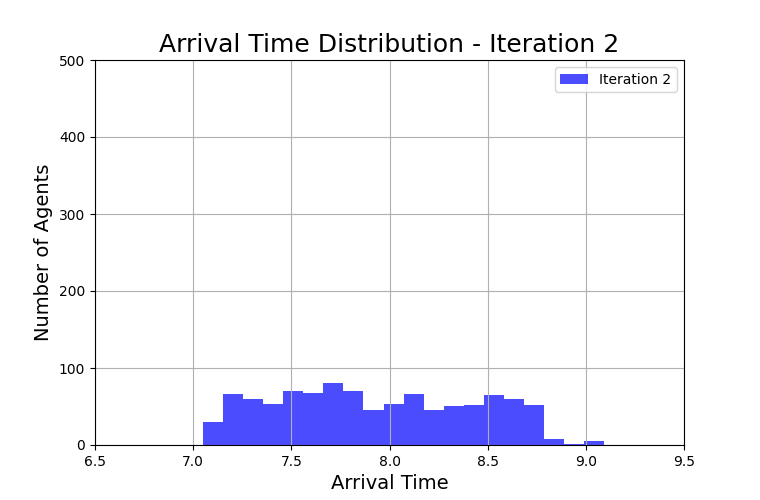 Arrival Time Distribution - Iteration 2
Iteration 2
500
400
300
200
100
0
Number of Agents
6.5 7.0 7.5 8.0 8.5 9.0 9.5
Arrival Time